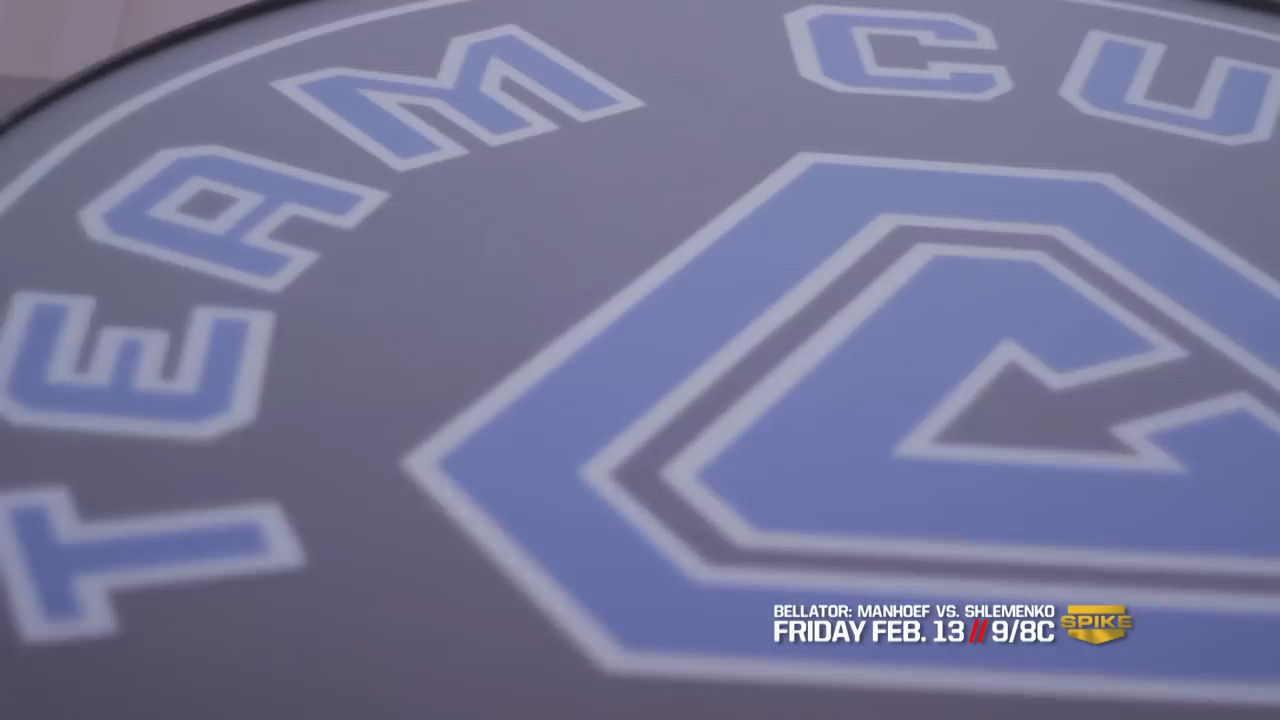 TEAM CU
BELLATOR: MANHOEF VS. SHLEMENKO
FRIDAY FEB. 13 // 9/8C
SPIKE